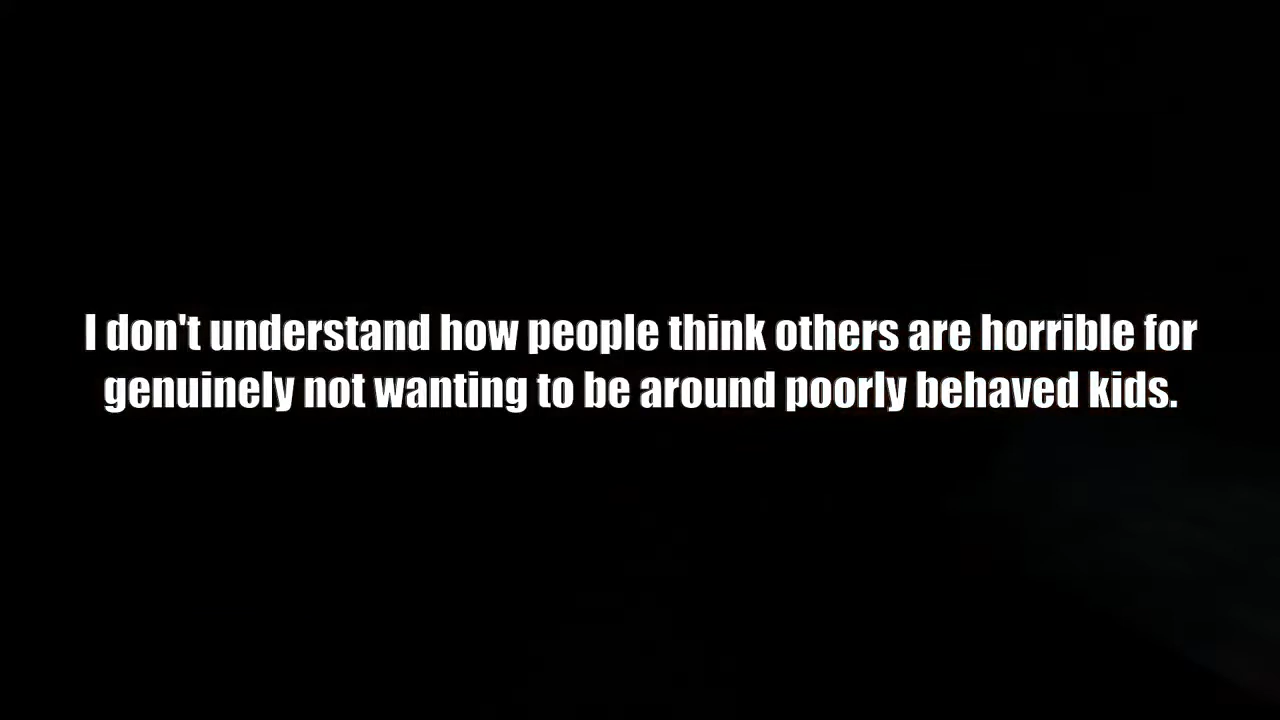 I don't understand how people think others are horrible for
genuinely not wanting to be around poorly behaved kids.